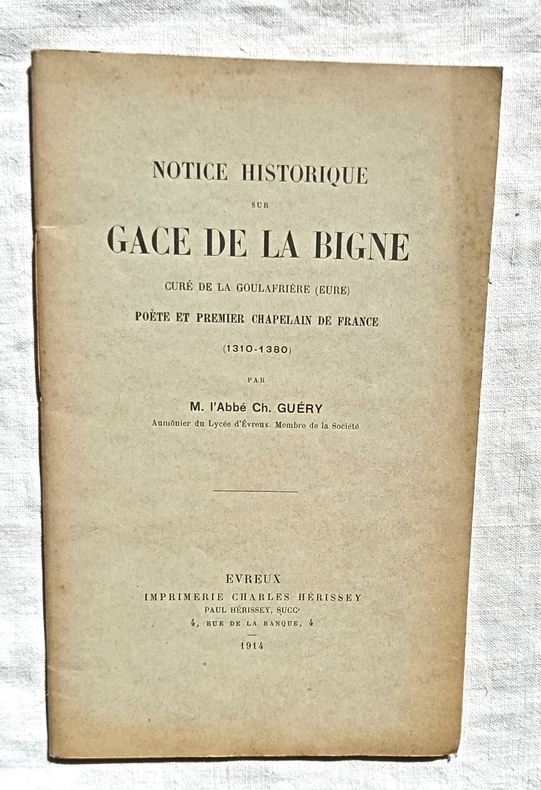 NOTICE HISTORIQUE
SUR
GACE DE LA BIGNE
CURÉ DE LA GOULAFRIÈRE (EURE)
POÈTE ET PREMIER CHAPELAIN DE FRANCE
(1310-1380)
PAR
M. l'Abbé Ch. GUÉRY
Aumônier du Lycée d'Évreux. Membre de la Société
EVREUX
IMPRIMERIE CHARLES HÉRISSEY
PAUL HÉRISSEY, SUCCr
4, RUE DE LA BANQUE, 4
1914